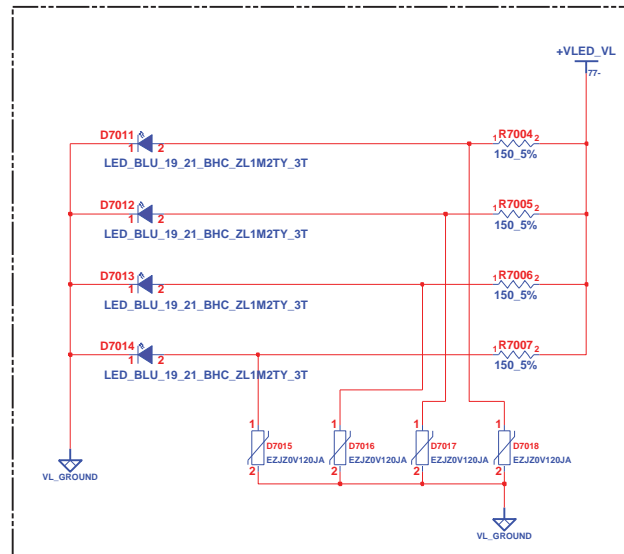 +VLED_VL
77-
D7011
1 2
LED_BLU_19_21_BHC_ZL1M2TY_3T
1 R7004 2
150_5%
D7012
1 2
LED_BLU_19_21_BHC_ZL1M2TY_3T
1 R7005 2
150_5%
D7013
1 2
LED_BLU_19_21_BHC_ZL1M2TY_3T
1 R7006 2
150_5%
D7014
1 2
LED_BLU_19_21_BHC_ZL1M2TY_3T
1 R7007 2
150_5%
1 1 1 1
D7015 D7016 D7017 D7018
EZJZ0V120JA EZJZ0V120JA EZJZ0V120JA EZJZ0V120JA
2 2 2 2
VL_GROUND
VL_GROUND